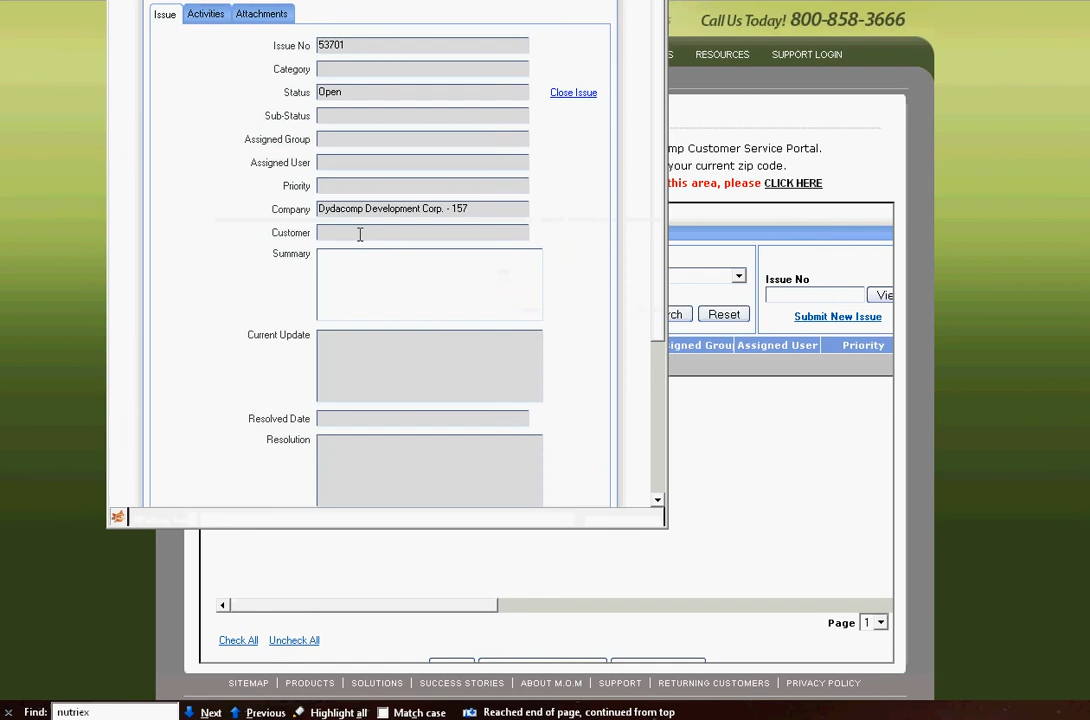 Call Us Today! 800-858-3666
RESOURCES SUPPORT LOGIN
Issue Activities Attachments
Issue No 53701
Category
Status Open Close Issue
Sub-Status
Assigned Group
Assigned User
Priority
Company Dydacomp Development Corp. - 157
Customer
Summary
Current Update
Resolved Date
Resolution
mp Customer Service Portal.
your current zip code.
this area, please CLICK HERE
Issue No
Vie
rch Reset Submit New Issue
signed Grou Assigned User Priority
Page 1
Check All Uncheck All
SITEMAP PRODUCTS SOLUTIONS SUCCESS STORIES ABOUT M.O.M SUPPORT RETURNING CUSTOMERS PRIVACY POLICY
Find: nutriex Next Previous Highlight all Match case Reached end of page, continued from top